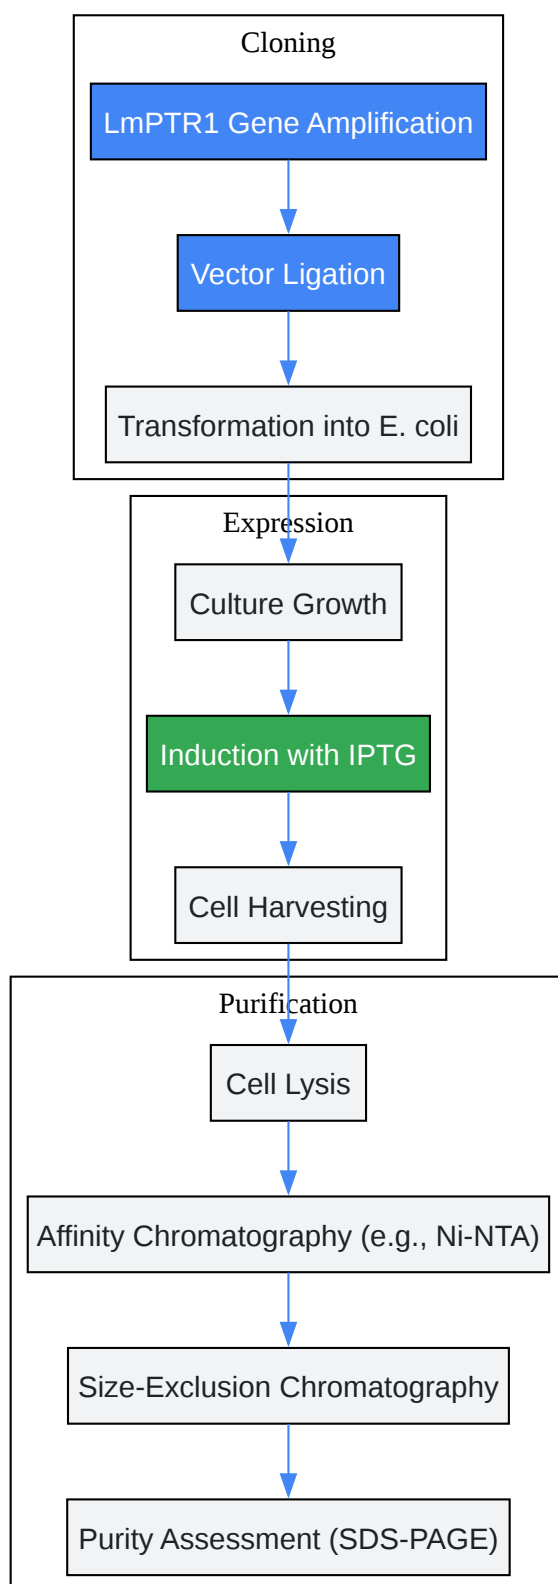 Cloning
LmPTR1 Gene Amplification
Vector Ligation
Transformation into E. coli
Expression
Culture Growth
Induction with IPTG
Cell Harvesting
Purification
Cell Lysis
Affinity Chromatography (e.g., Ni-NTA)
Size-Exclusion Chromatography
Purity Assessment (SDS-PAGE)